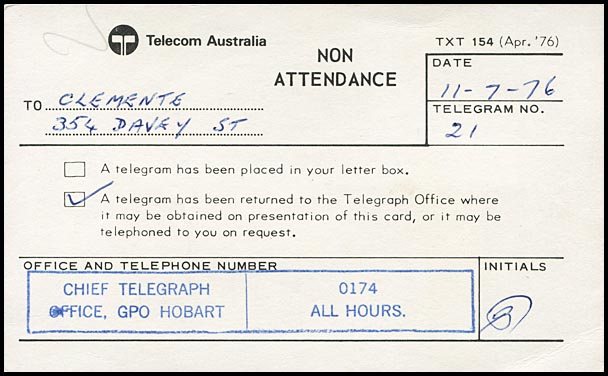 Telecom Australia
NON
ATTENDANCE
TXT 154 (Apr. '76)
DATE
11-7-76
TELEGRAM NO.
21
TO CLEMENTE
354 DAVEY ST
A telegram has been placed in your letter box.
A telegram has been returned to the Telegraph Office where
it may be obtained on presentation of this card, or it may be
telephoned to you on request.
OFFICE AND TELEPHONE NUMBER
CHIEF TELEGRAPH
OFFICE, GPO HOBART
0174
ALL HOURS.
INITIALS